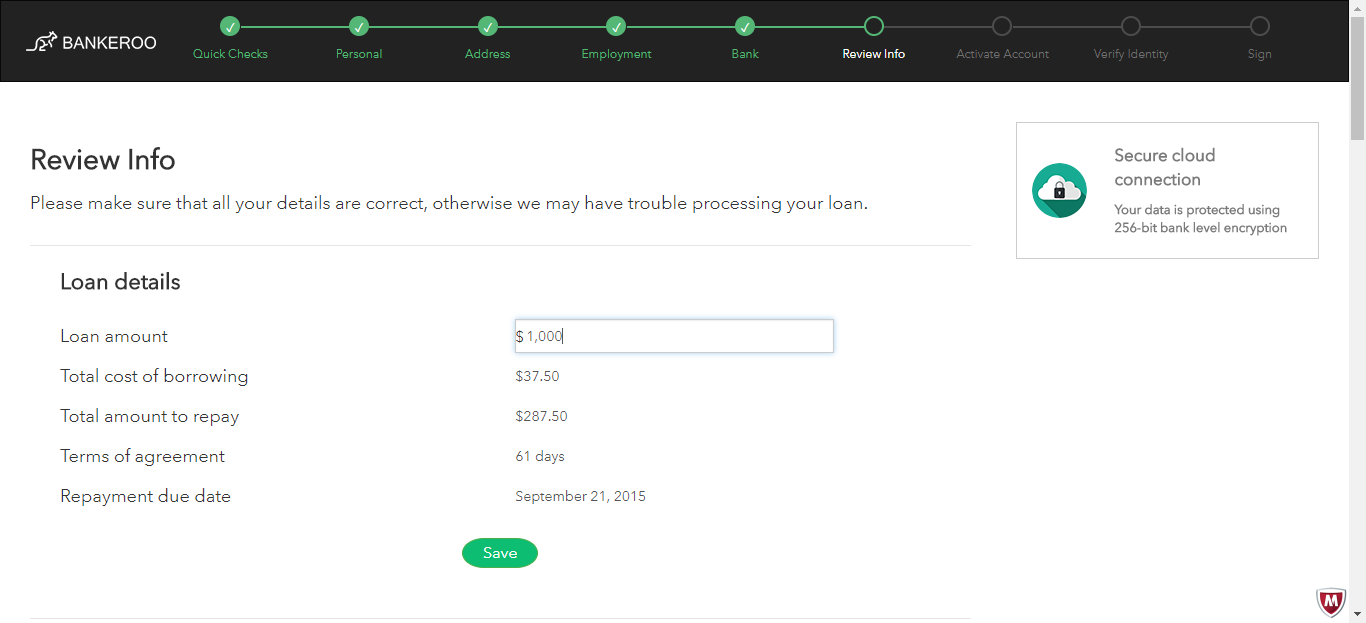 BANKEROO
Quick Checks
Personal
Address
Employment
Bank
Review Info
Activate Account
Verify Identity
Sign
Review Info
Please make sure that all your details are correct, otherwise we may have trouble processing your loan.
Secure cloud
connection
Your data is protected using
256-bit bank level encryption
Loan details
Loan amount $ 1,000
Total cost of borrowing $37.50
Total amount to repay $287.50
Terms of agreement 61 days
Repayment due date September 21, 2015
Save
M